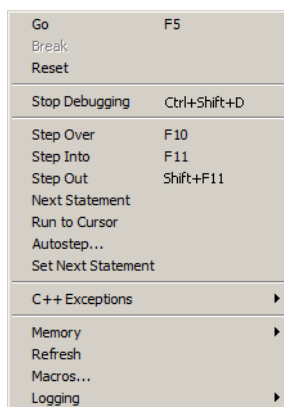 Go F5
Break
Reset
Stop Debugging Ctrl+Shift+D
Step Over F10
Step Into F11
Step Out Shift+F11
Next Statement
Run to Cursor
Autostep...
Set Next Statement
C++ Exceptions
Memory
Refresh
Macros...
Logging